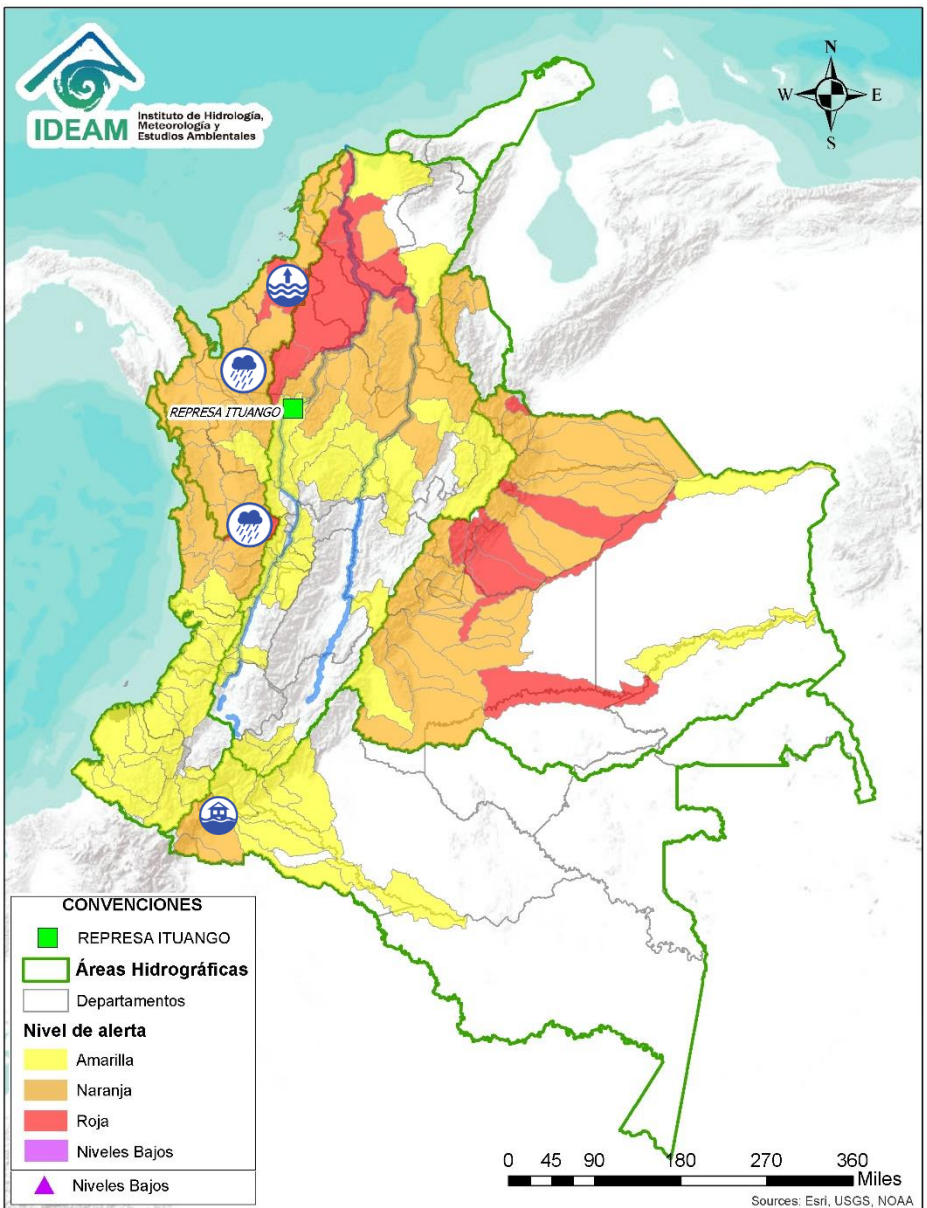 IDEAM
Instituto de Hidrología,
Meteorología y
Estudios Ambientales
N
W E
S
REPRESA ITUANGO
CONVENCIONES
REPRESA ITUANGO
Áreas Hidrográficas
Departamentos
Nivel de alerta
Amarilla
Naranja
Roja
Niveles Bajos
Niveles Bajos
0 45 90 180 270 360
Miles
Sources: Esri, USGS, NOAA